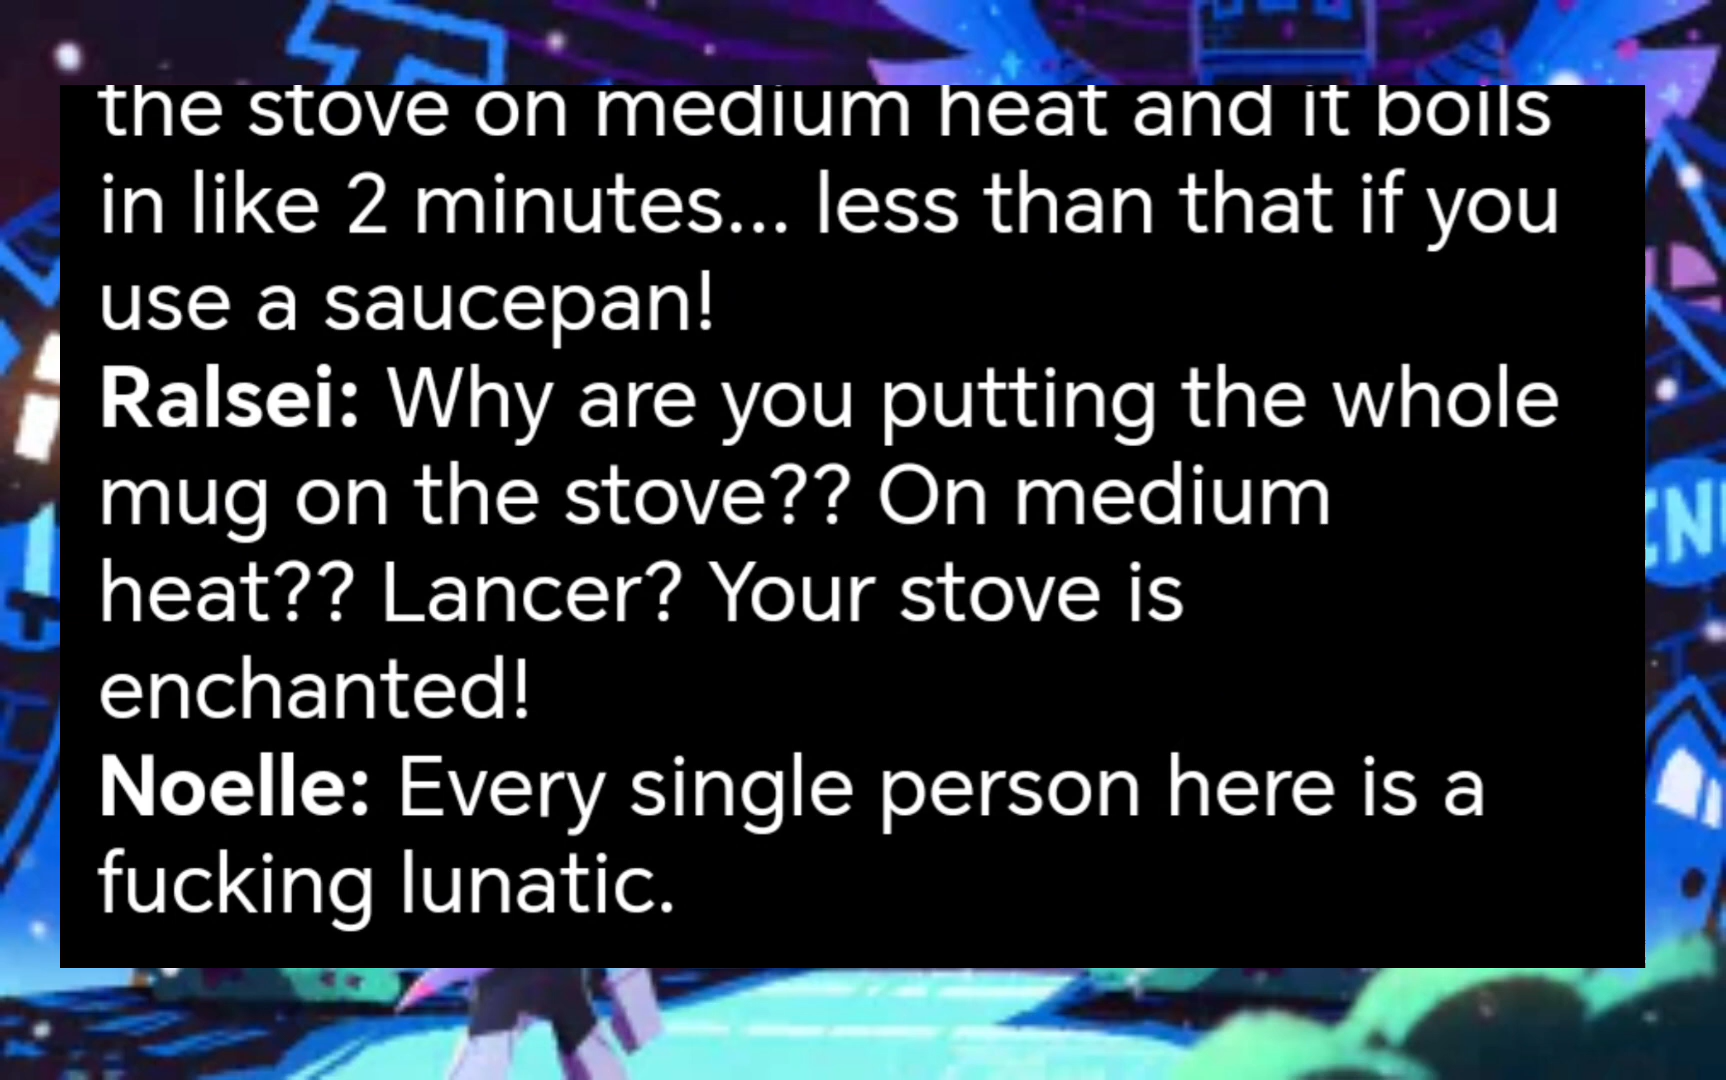 the stove on medium heat and it boils
in like 2 minutes... less than that if you
use a saucepan!
Ralsei: Why are you putting the whole
mug on the stove?? On medium
heat?? Lancer? Your stove is
enchanted!
Noelle: Every single person here is a
fucking lunatic.